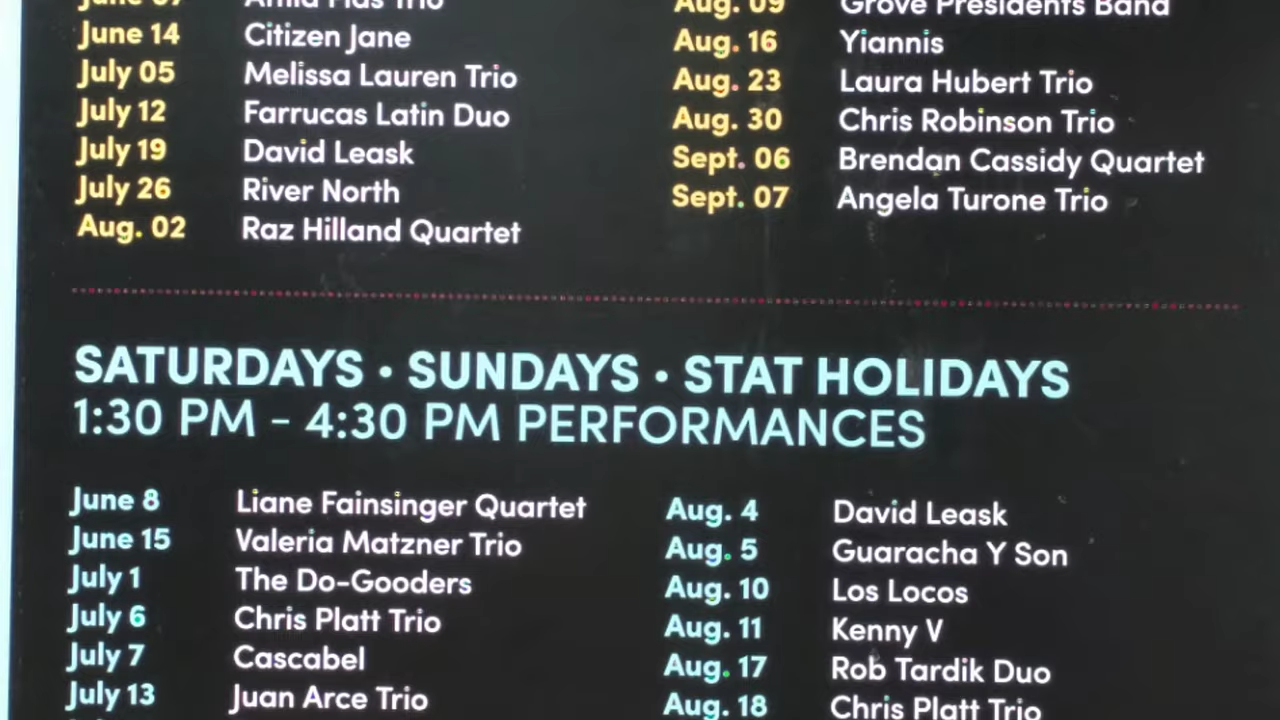 June 14 Citizen Jane
July 05 Melissa Lauren Trio
July 12 Farrucas Latin Duo
July 19 David Leask
July 26 River North
Aug. 02 Raz Hilland Quartet
Aug. 09 Grove Presidents Band
Aug. 16 Yiannis
Aug. 23 Laura Hubert Trio
Aug. 30 Chris Robinson Trio
Sept. 06 Brendan Cassidy Quartet
Sept. 07 Angela Turone Trio
SATURDAYS • SUNDAYS • STAT HOLIDAYS
1:30 PM - 4:30 PM PERFORMANCES
June 8 Liane Fainsinger Quartet
June 15 Valeria Matzner Trio
July 1 The Do-Gooders
July 6 Chris Platt Trio
July 7 Cascabel
July 13 Juan Arce Trio
Aug. 4 David Leask
Aug. 5 Guaracha Y Son
Aug. 10 Los Locos
Aug. 11 Kenny V
Aug. 17 Rob Tardik Duo
Aug. 18 Chris Platt Trio